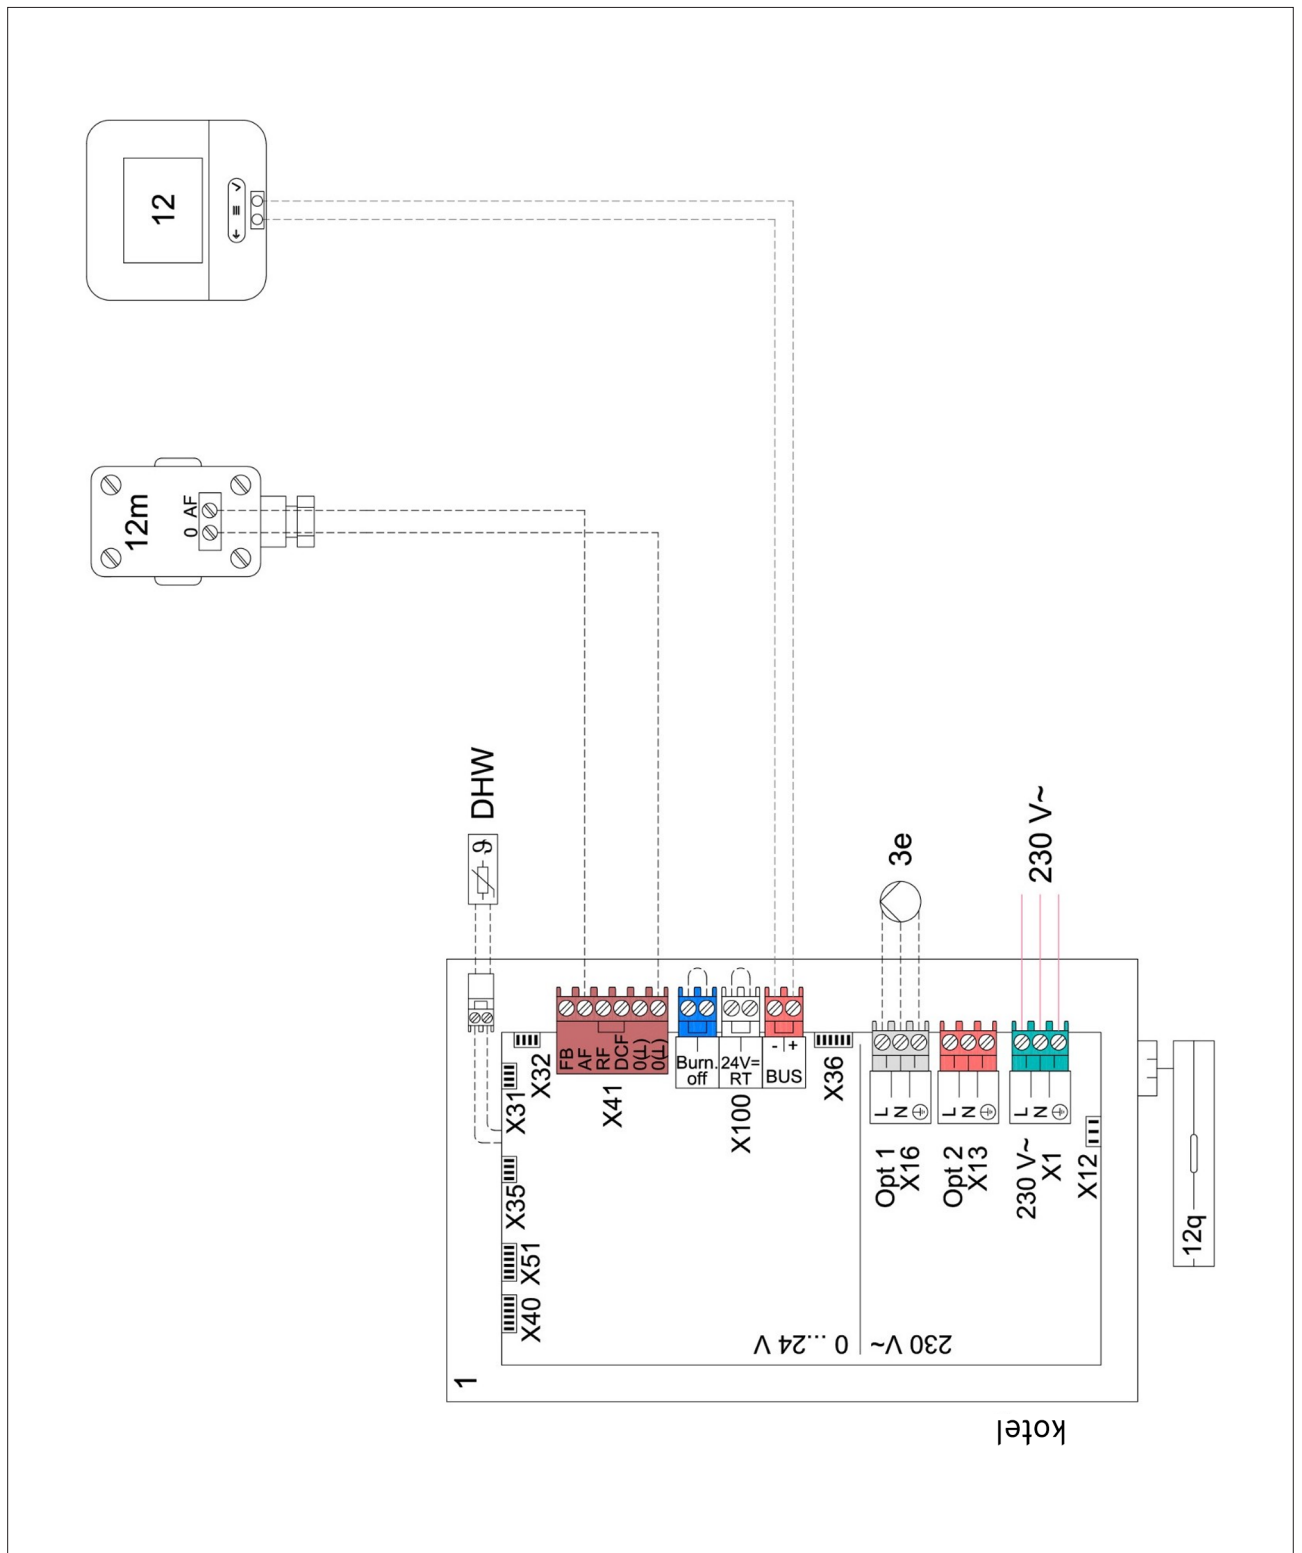 12
0 AF
12m
DHW
3e
230 V~
X32
X31
X35
X51
X40
FB
AF
RF
DCF
0(⊥)
0(⊥)
X41
Burn.
off
24V=
RT
X100
- +
BUS
X36
L
N
Opt 1
X16
L
N
Opt 2
X13
L
N
230 V~
X1
X12
12q
0 ...24 V
230 V~
1
kotel